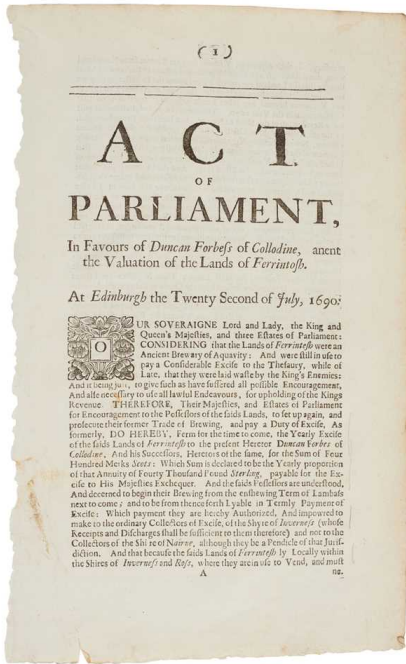 ( 1 )
ACT
OF
PARLIAMENT,
In Favours of Duncan Forbess of Collodine, anent
the Valuation of the Lands of Ferrintosh.
At Edinburgh the Twenty Second of July, 1690:
OUR SOVERAIGNE Lord and Lady, the King and
Queen's Majesties, and three Estates of Parliament:
CONSIDERING that the Lands of Ferrintosh were an
Ancient Brewary of Aquavity: And were still in use to
pay a Considerable Excise to the Thesaury, while of
Late, that they were laid waste by the King's Enemies:
And it being just, to give such as have suffered all possible Encouragement,
And alse necessary to use all lawful Endeavours, for upholding of the Kings
Revenue THEREFORE, Their Majesties, and Estates of Parliament
for Encouragement to the Possessors of the saids Lands, to set up again, and
prosecute their former Trade of Brewing, and pay a Duty of Excise, As
formerly, DO HEREBY, Ferm for the time to come, the Yearly Excise
of the saids Lands of Ferrintosh to the present Heretor Duncan Forbes of
Collodine, And his Successors, Heretors of the same, for the Sum of Four
Hundred Merks Scots: Which Sum is declared to be the Yearly proportion
of that Annuity of Fourty Thousand Pound Sterling, payable for the Ex-
cise to His Majesties Exchequer. And the saids Possessors are understood,
And decerned to begin their Brewing from the enshewing Term of Lambass
next to come; and to be from thence forth Lyable in Termly Payment of
Excise: Which payment they are hereby Authorized, And impowred to
make to the ordinary Collectors of Excise, of the Shyre of Inverness (whose
Receipts and Discharges shall be sufficient to them therefore) and not to the
Collectors of the Shire of Nairne, although they be a Pendicle of that Juris-
diction. And that because the saids Lands of Ferrintosh ly Locally within
the Shires of Inverness and Ross, where they are in use to Vend, and must
A
ne.